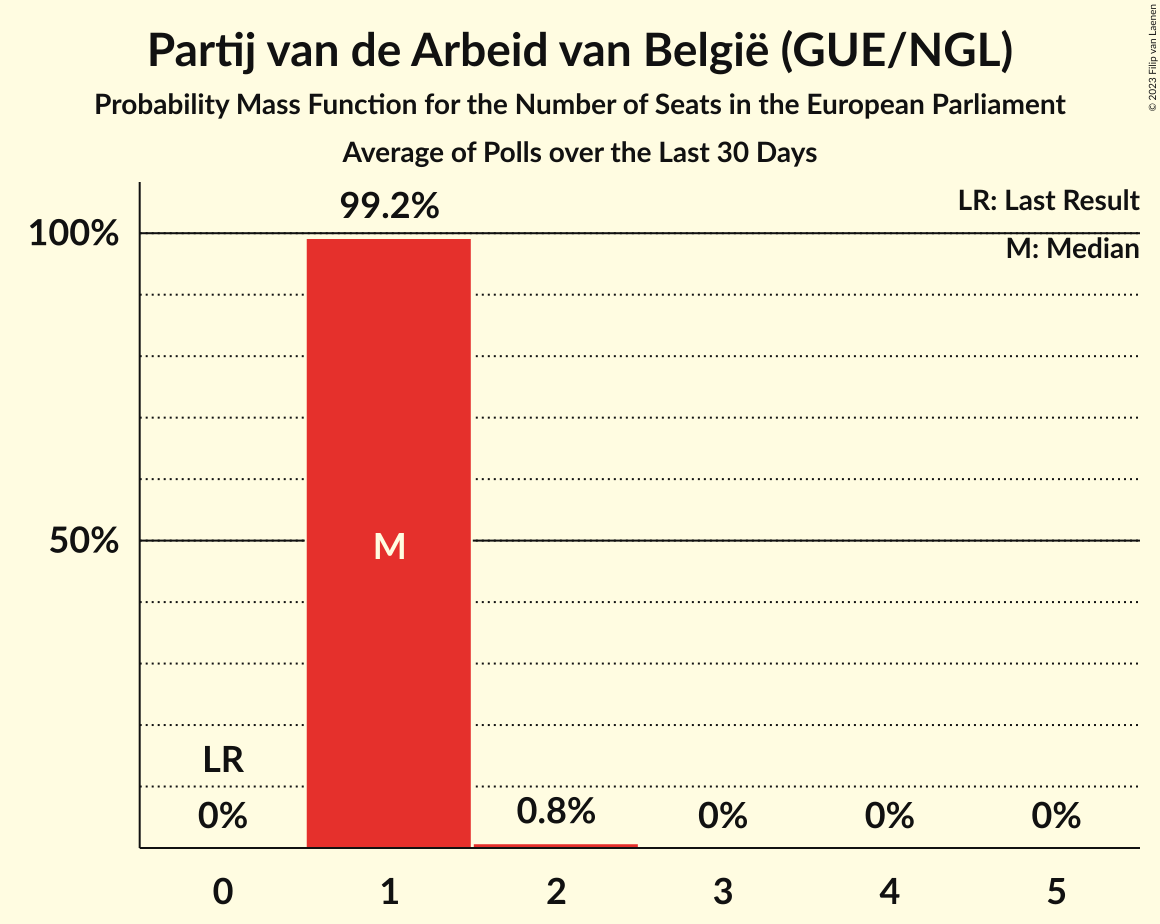 Partij van de Arbeid van België (GUE/NGL)
Probability Mass Function for the Number of Seats in the European Parliament
Average of Polls over the Last 30 Days
© 2023 Filip van Laenen
LR: Last Result
M: Median
99.2%
100%
50%
M
LR
0%
0.8%
0%
0%
0%
0
1
2
3
4
5